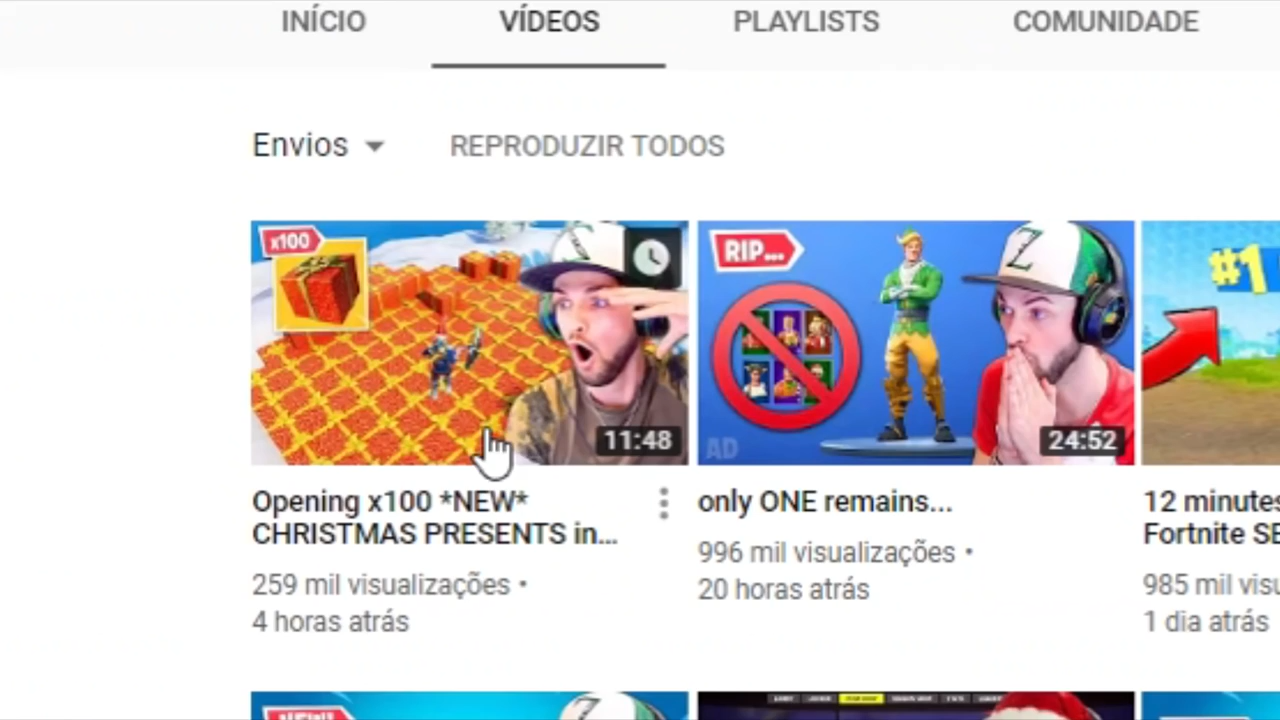 INÍCIO
VÍDEOS
PLAYLISTS
COMUNIDADE
Envios
REPRODUZIR TODOS
x100
11:48
RIP...
AD
24:52
#1
Opening x100 *NEW*
CHRISTMAS PRESENTS in...
259 mil visualizações •
4 horas atrás
only ONE remains...
996 mil visualizações •
20 horas atrás
12 minutes
Fortnite SE
985 mil visu
1 dia atrás
NEW!